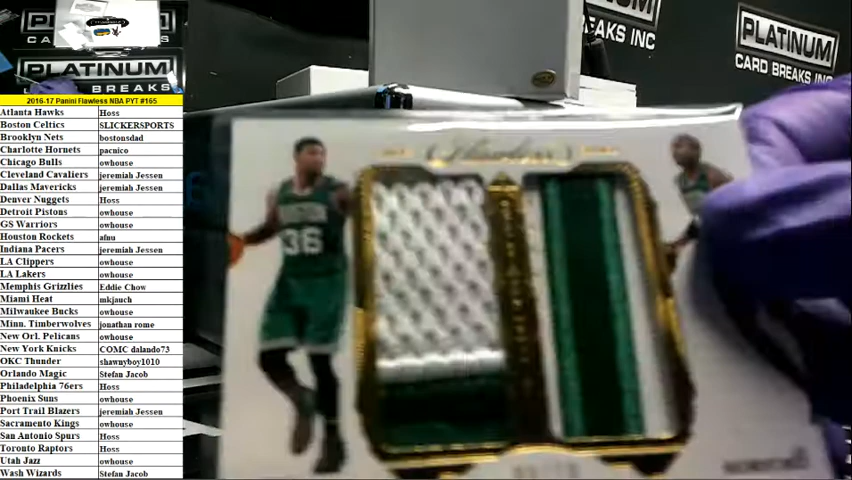 PLATINUM
PLATINUM
BREAKS INC
PLATINUM
CARD BREAKS INC
2016-17 Panini Flawless NBA PYT #165
Atlanta Hawks Hoss
Boston Celtics SLICKERSPORTS
Brooklyn Nets bostonsdad
Charlotte Hornets pacnico
Chicago Bulls owhouse
Cleveland Cavaliers jeremiah Jessen
Dallas Mavericks jeremiah Jessen
Denver Nuggets Hoss
Detroit Pistons owhouse
GS Warriors owhouse
Houston Rockets afnu
Indiana Pacers jeremiah Jessen
LA Clippers owhouse
LA Lakers owhouse
Memphis Grizzlies Eddie Chow
Miami Heat mkjauch
Milwaukee Bucks owhouse
Minn. Timberwolves jonathan rome
New Orl. Pelicans owhouse
New York Knicks COMC dalando73
OKC Thunder shawnyboy1010
Orlando Magic Stefan Jacob
Philadelphia 76ers Hoss
Phoenix Suns owhouse
Port Trail Blazers jeremiah Jessen
Sacramento Kings owhouse
San Antonio Spurs Hoss
Toronto Raptors Hoss
Utah Jazz owhouse
Wash Wizards Stefan Jacob
Flawless
BOSTON
36